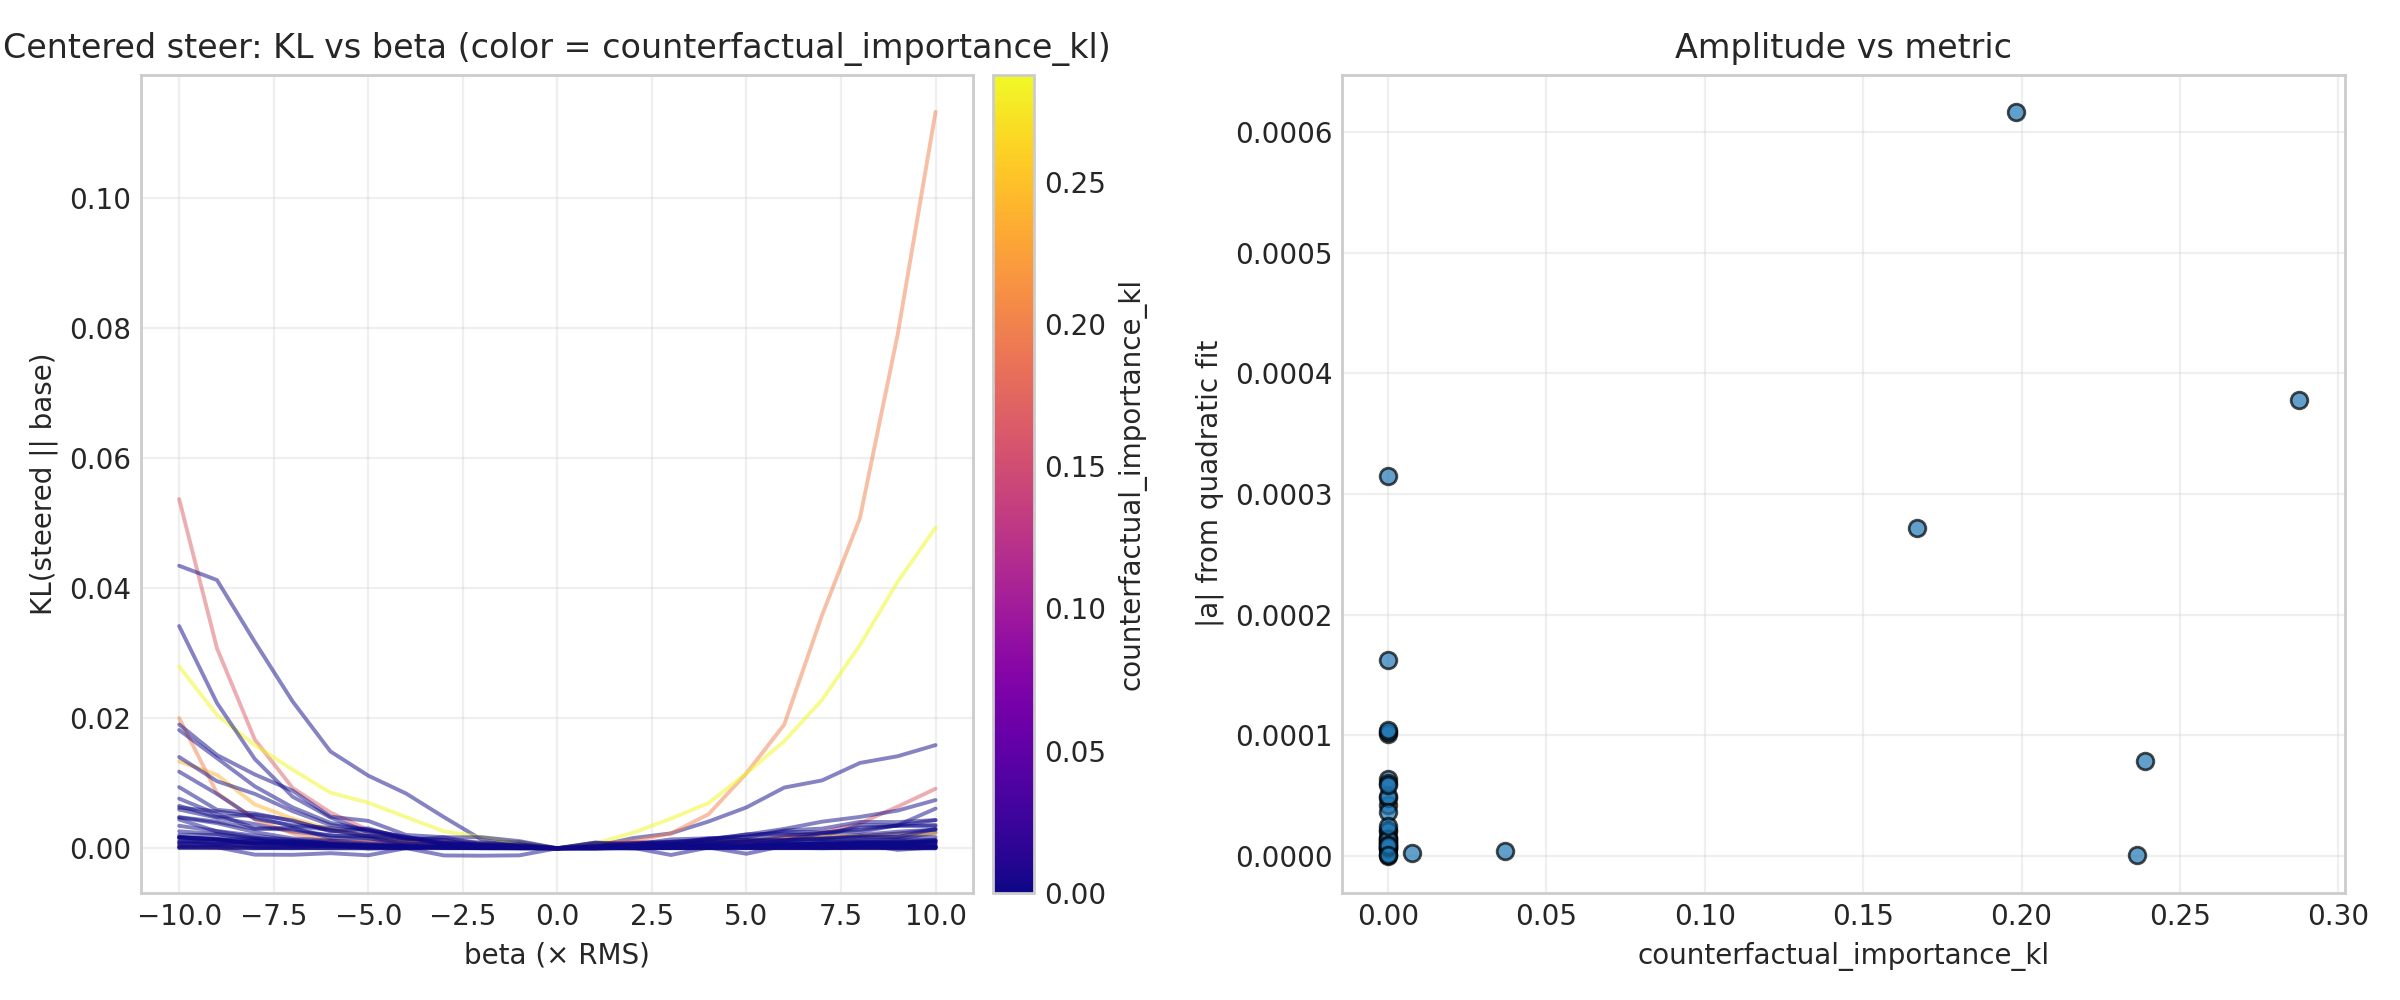 Centered steer: KL vs beta (color = counterfactual_importance_kl)
KL(steered || base)
0.10
0.08
0.06
0.04
0.02
0.00
−10.0 −7.5 −5.0 −2.5 0.0 2.5 5.0 7.5 10.0
beta (× RMS)
0.25
0.20
0.15
0.10
0.05
0.00
counterfactual_importance_kl
Amplitude vs metric
|a| from quadratic fit
0.0006
0.0005
0.0004
0.0003
0.0002
0.0001
0.0000
0.00 0.05 0.10 0.15 0.20 0.25 0.30
counterfactual_importance_kl